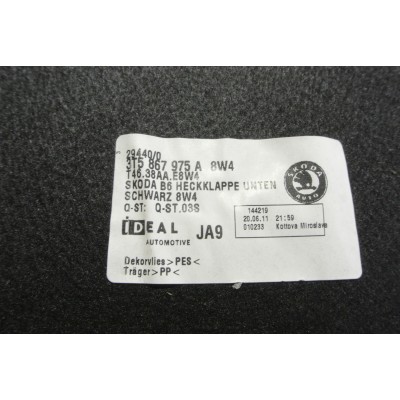 29440/0
3T5 867 975 A 8W4
T46.38AA.E8W4
SKODA B6 HECKKLAPPE UNTEN
SCHWARZ 8W4
Q-ST: Q-ST.03S
SKODA
AUTO
144219
20.06.11 21:59
010233 Kottova Miroslava
iDEAL
AUTOMOTIVE
JA9
Dekorvlies >PES<
Träger >PP<